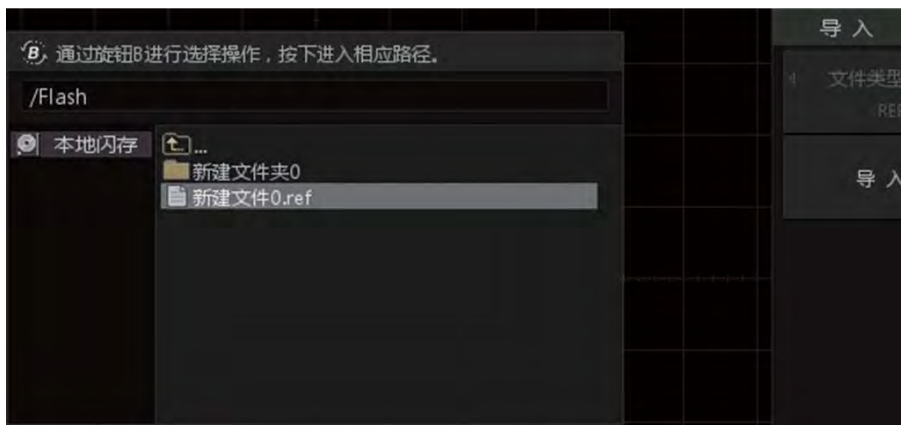 B 通过旋钮B进行选择操作，按下进入相应路径。
/Flash
本地闪存
...
新建文件夹0
新建文件0.ref
导入
文件类型
导入